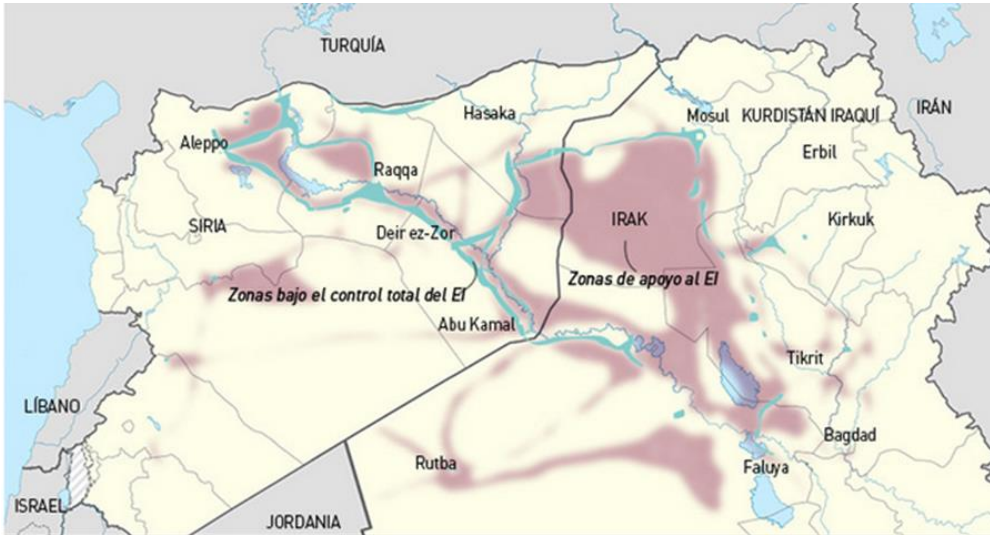 TURQUÍA
Hasaka
Mosul
KURDISTÁN IRAQUÍ
IRÁN
Aleppo
Erbil
Raqqa
SIRIA
IRAK
Kirkuk
Deir ez-Zor
Zonas de apoyo al EI
Zonas bajo el control total del EI
Abu Kamal
Tikrit
LÍBANO
Bagdad
Rutba
Faluya
ISRAEL
JORDANIA